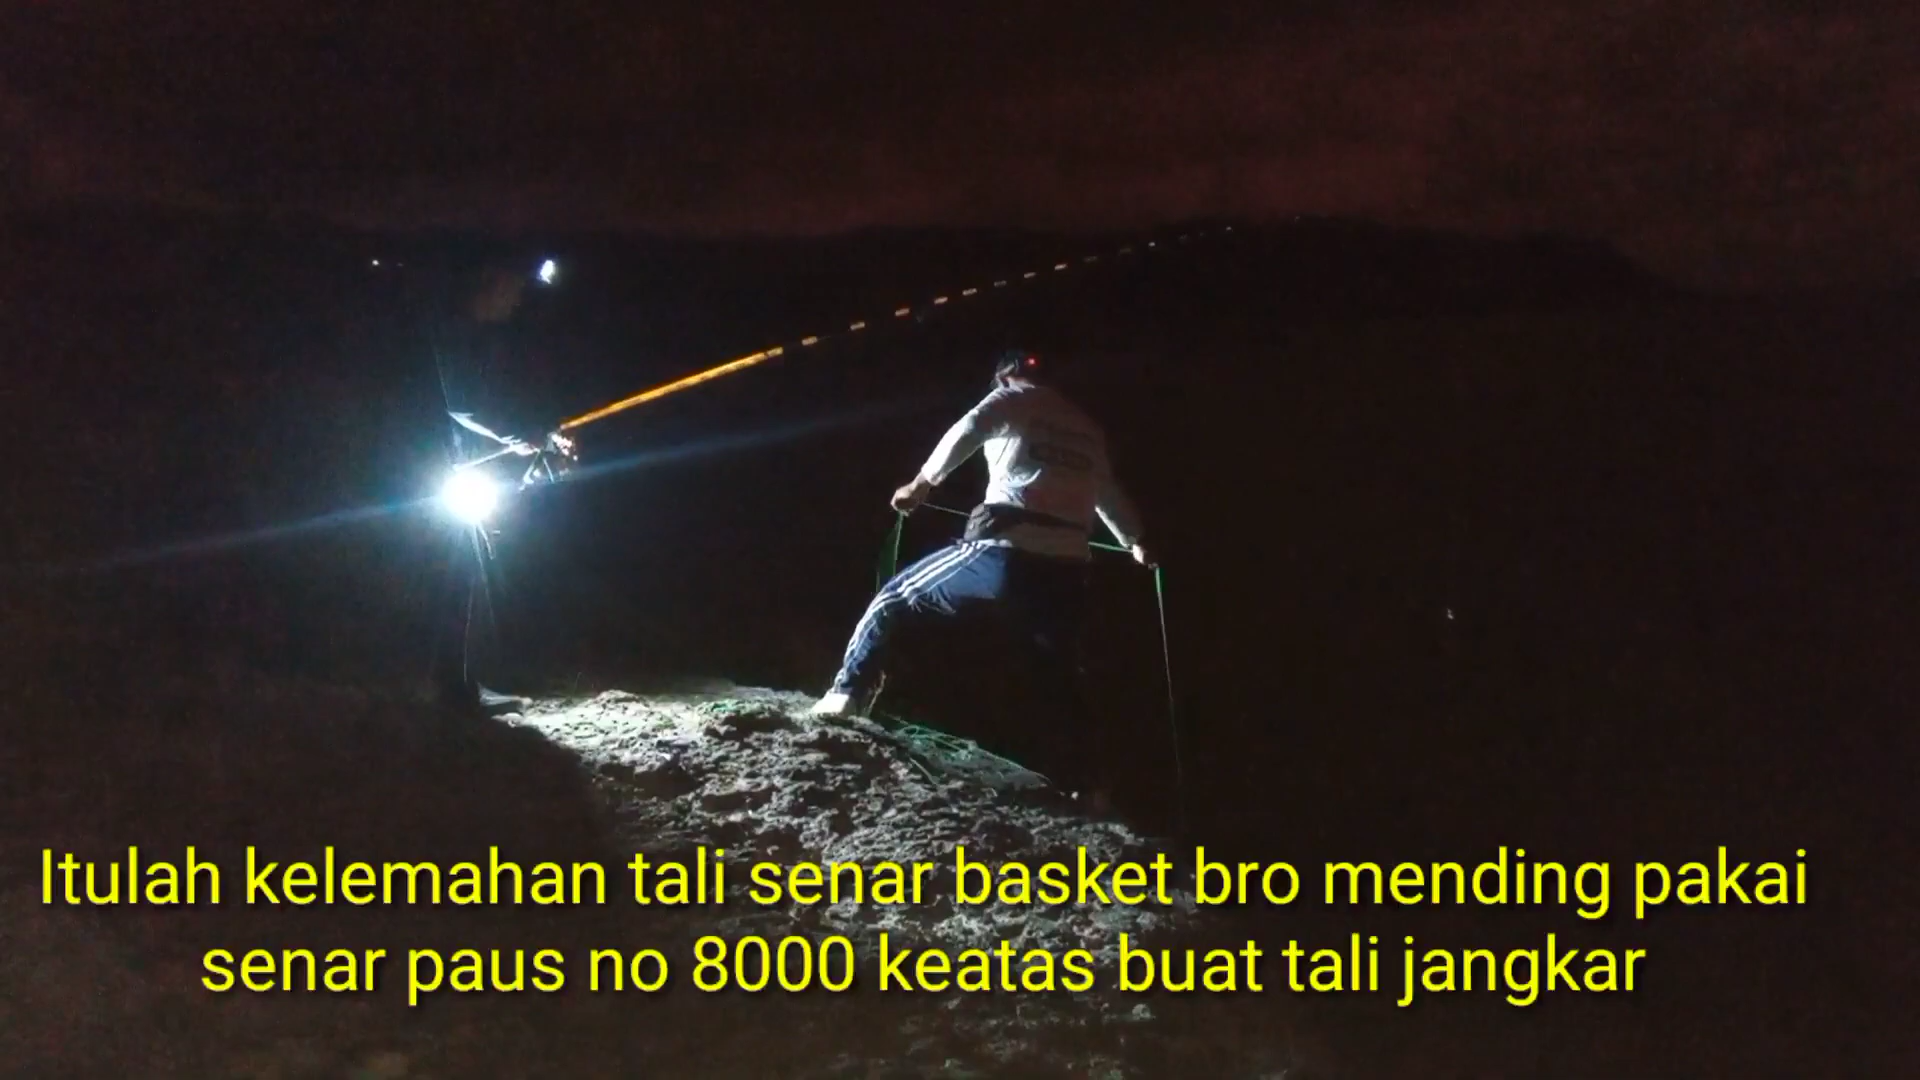 Itulah kelemahan tali senar basket bro mending pakai
senar paus no 8000 keatas buat tali jangkar